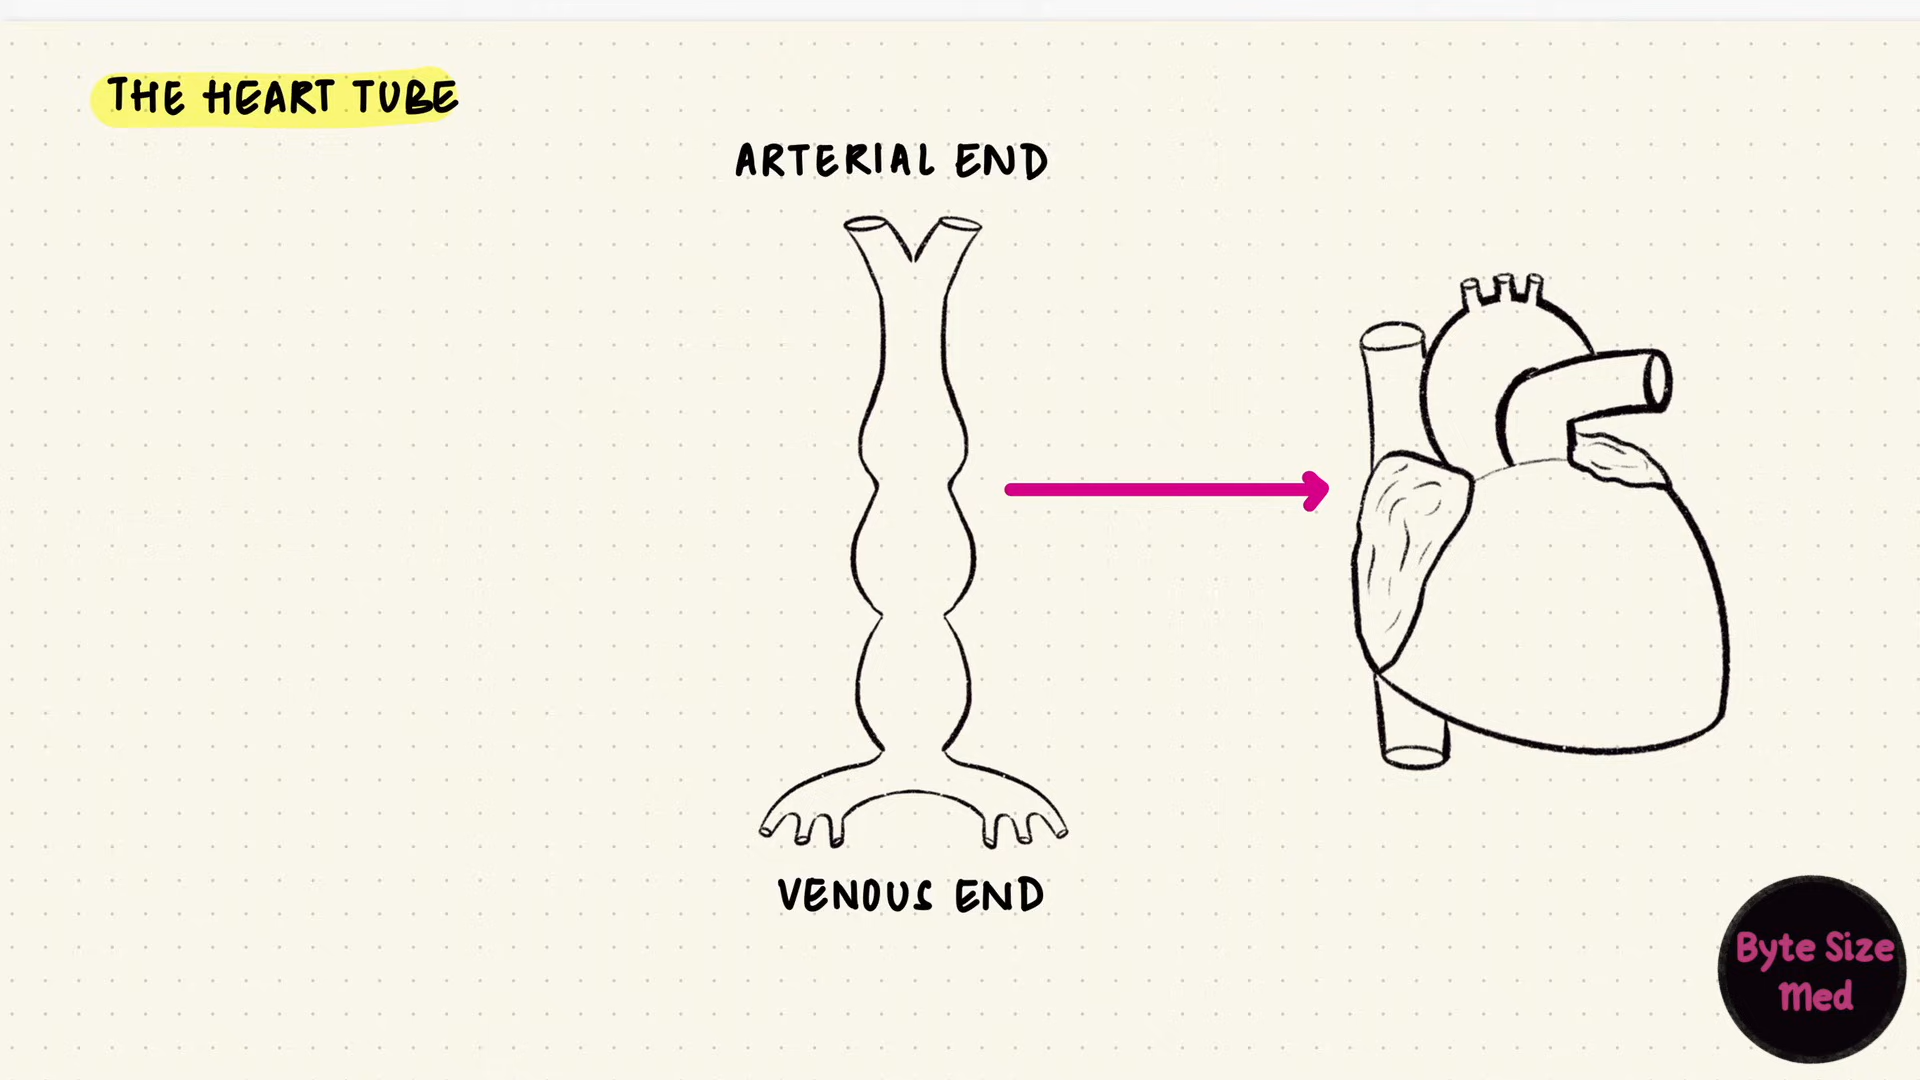 THE HEART TUBE
ARTERIAL END
VENOUS END
Byte Size
Med